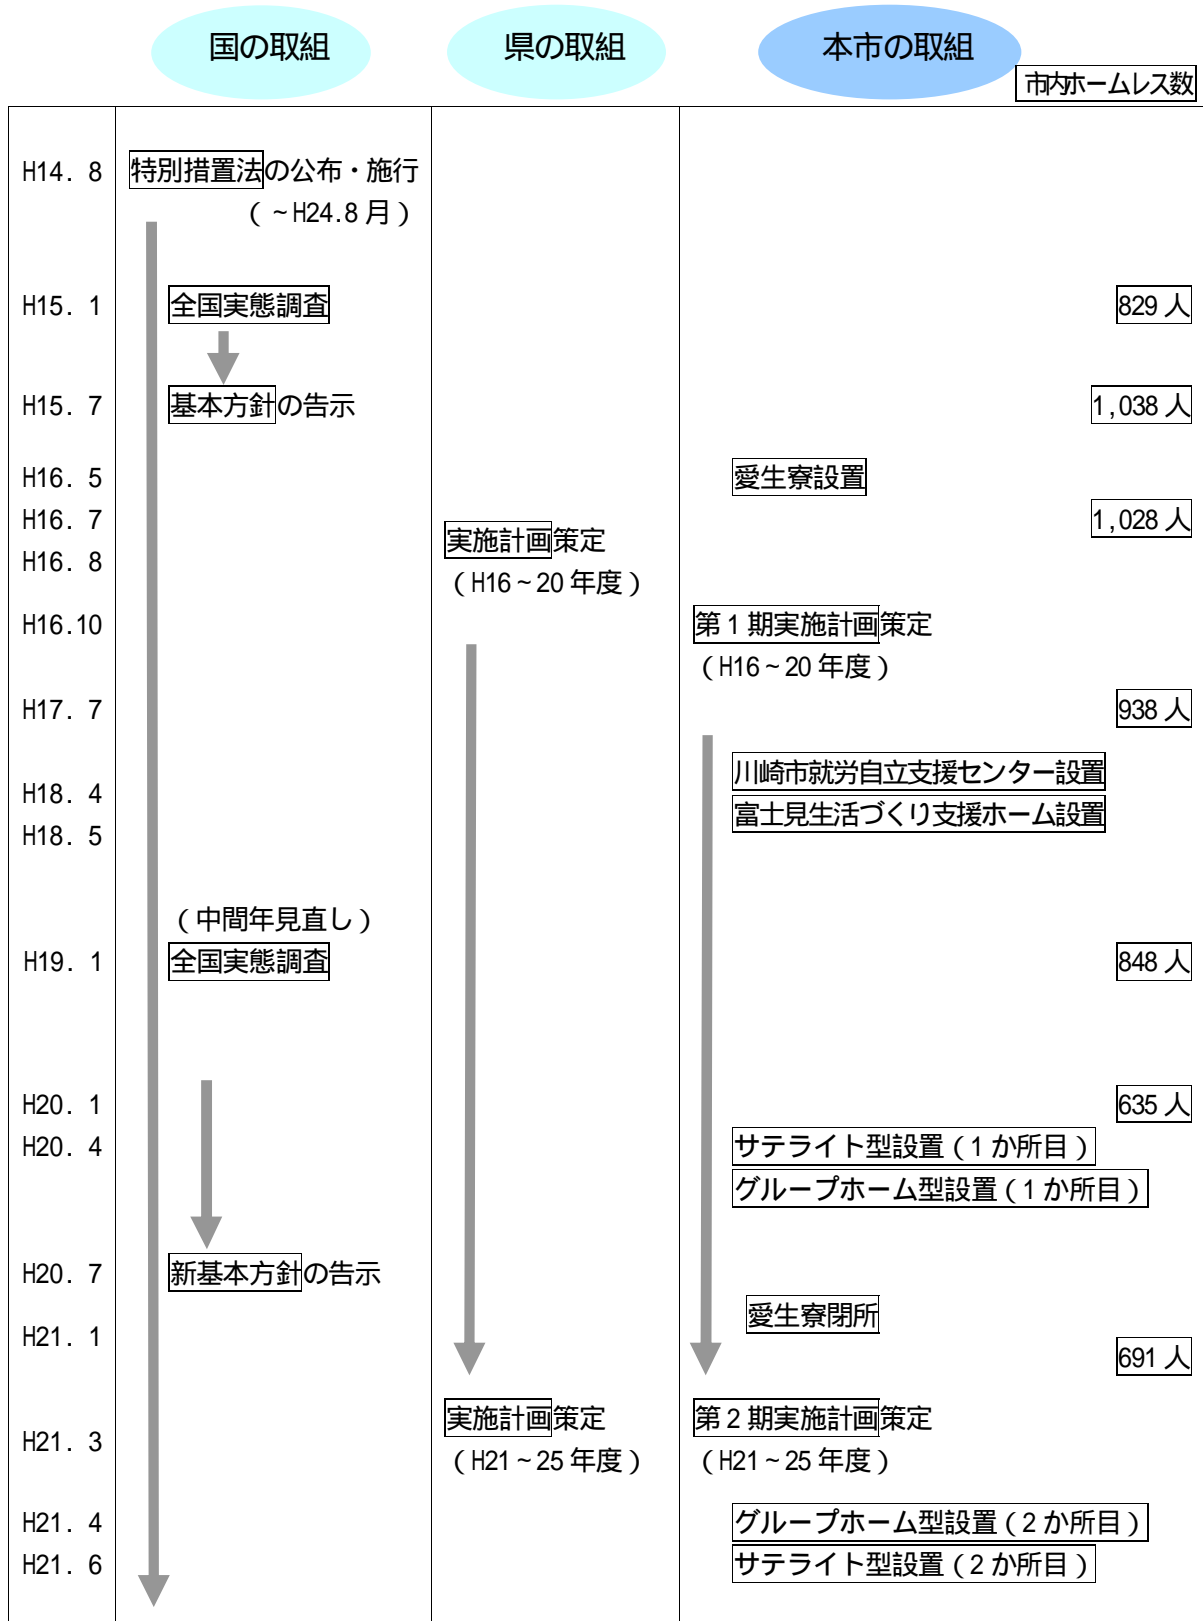 国の取組 県の取組 本市の取組
市内ホームレス数
H14. 8 特別措置法の公布・施行
(~H24.8月)
H15. 1 全国実態調査 829人
H15. 7 基本方針の告示 1,038人
H16. 5 愛生寮設置
H16. 7 1,028人
実施計画策定
H16. 8
(H16~20年度)
H16.10 第1期実施計画策定
(H16~20年度)
H17. 7 938人
川崎市就労自立支援センター設置
H18. 4
富士見生活づくり支援ホーム設置
H18. 5
(中間年見直し)
H19. 1 全国実態調査 848人
H20. 1 635人
H20. 4 サテライト型設置(1か所目)
グループホーム型設置(1か所目)
H20. 7 新基本方針の告示
愛生寮閉所
H21. 1
691人
実施計画策定 第2期実施計画策定
H21. 3
(H21~25年度) (H21~25年度)
H21. 4 グループホーム型設置(2か所目)
H21. 6 サテライト型設置(2か所目)